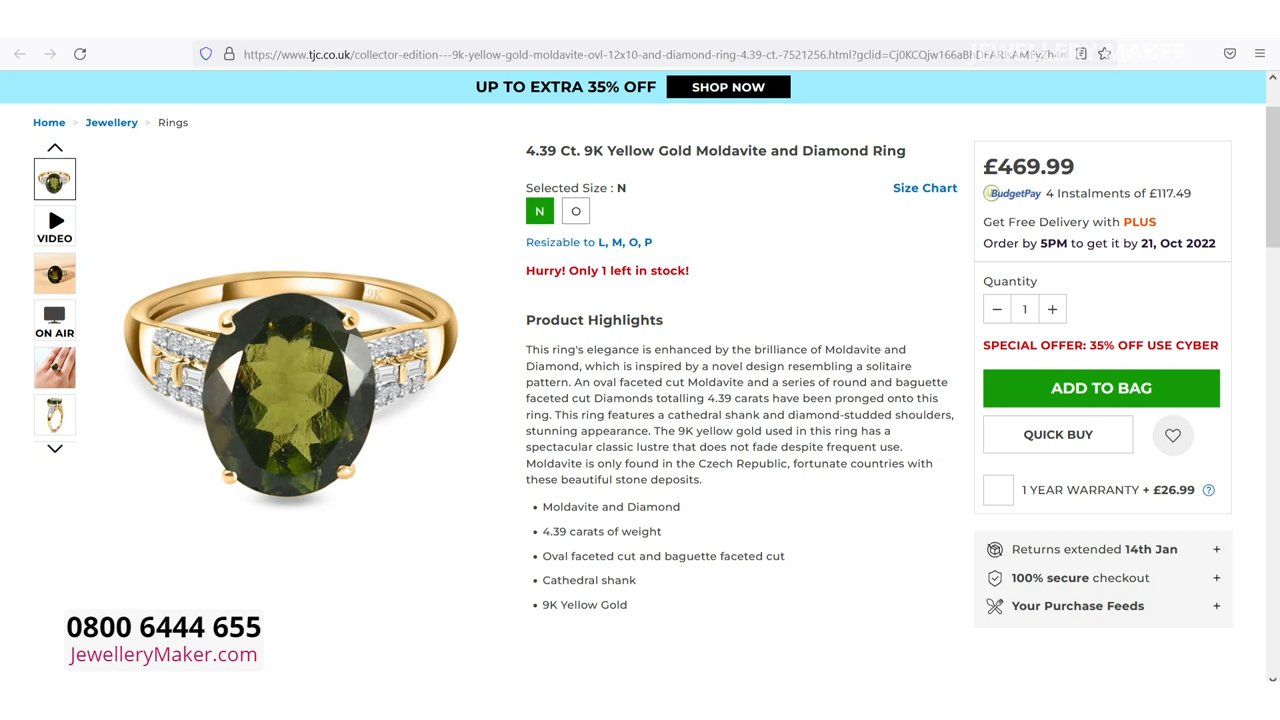 https://www.tjc.co.uk/collector-edition---9k-yellow-gold-moldavite-ovl-12x10-and-diamond-ring-4.39-ct.-7521256.html?gclid=
JEWELLERYMAKER
UP TO EXTRA 35% OFF SHOP NOW
Home > Jewellery > Rings
VIDEO
ON AIR
9K
4.39 Ct. 9K Yellow Gold Moldavite and Diamond Ring
Selected Size : N
Size Chart
N O
Resizable to L, M, O, P
Hurry! Only 1 left in stock!
Product Highlights
This ring's elegance is enhanced by the brilliance of Moldavite and
Diamond, which is inspired by a novel design resembling a solitaire
pattern. An oval faceted cut Moldavite and a series of round and baguette
faceted cut Diamonds totalling 4.39 carats have been pronged onto this
ring. This ring features a cathedral shank and diamond-studded shoulders,
stunning appearance. The 9K yellow gold used in this ring has a
spectacular classic lustre that does not fade despite frequent use.
Moldavite is only found in the Czech Republic, fortunate countries with
these beautiful stone deposits.
• Moldavite and Diamond
• 4.39 carats of weight
• Oval faceted cut and baguette faceted cut
• Cathedral shank
• 9K Yellow Gold
£469.99
BudgetPay 4 Instalments of £117.49
Get Free Delivery with PLUS
Order by 5PM to get it by 21, Oct 2022
Quantity
− 1 +
SPECIAL OFFER: 35% OFF USE CYBER
ADD TO BAG
QUICK BUY
1 YEAR WARRANTY + £26.99 ?
Returns extended 14th Jan +
100% secure checkout +
Your Purchase Feeds +
0800 6444 655
JewelleryMaker.com